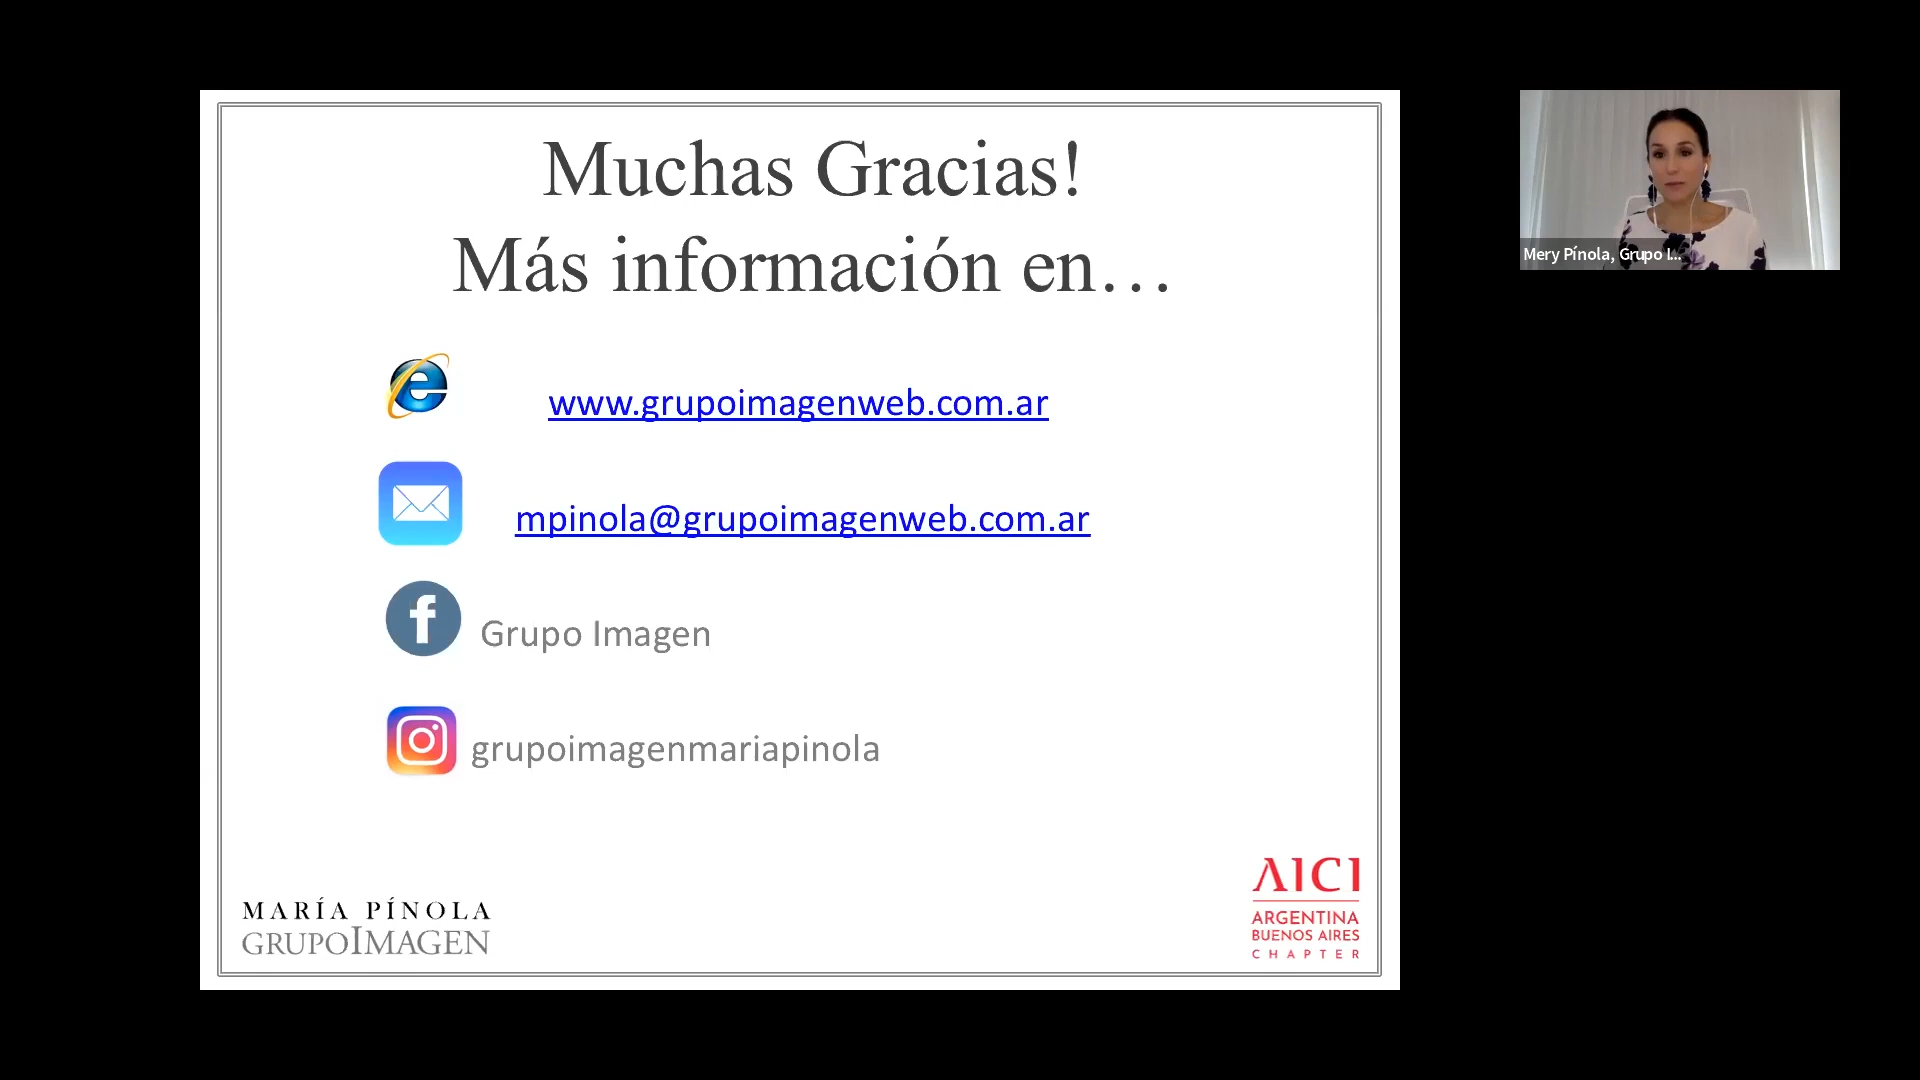 Muchas Gracias!
Más información en…
www.grupoimagenweb.com.ar
mpinola@grupoimagenweb.com.ar
Grupo Imagen
grupoimagenmariapinola
MARÍA PÍNOLA
GRUPOIMAGEN
AICI
ARGENTINA
BUENOS AIRES
CHAPTER
Mery Pínola, Grupo I...